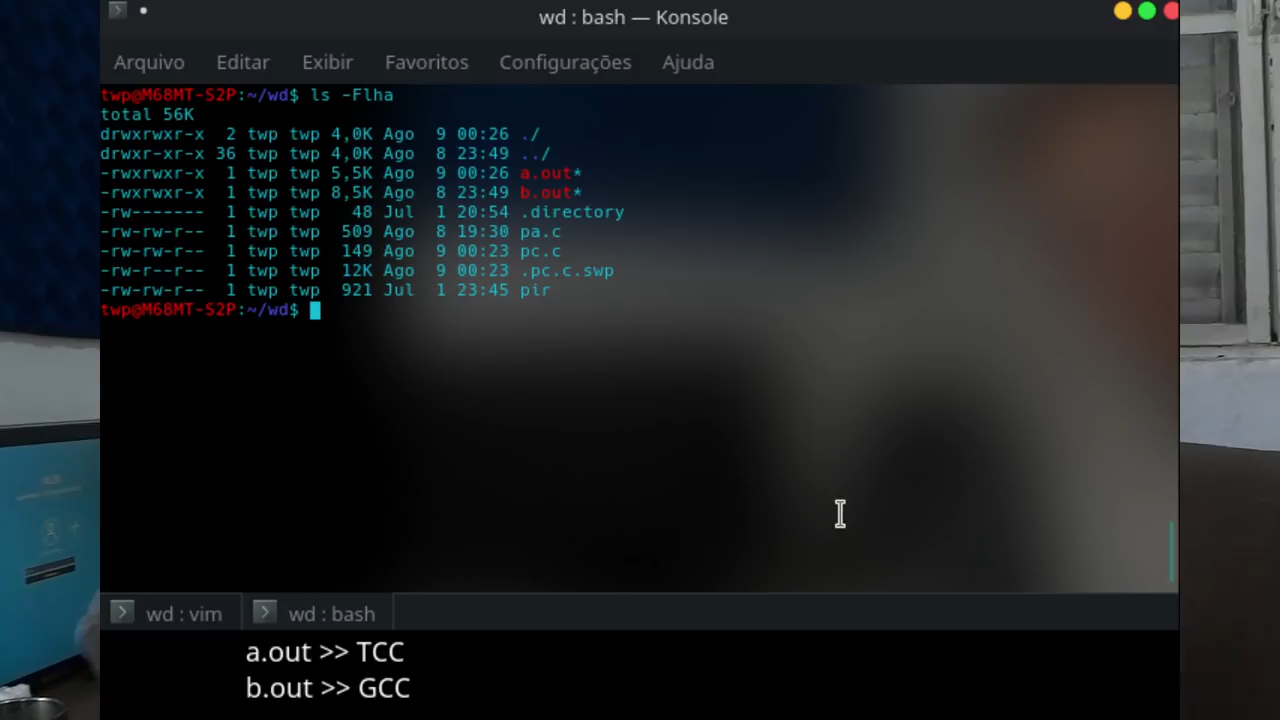 wd : bash — Konsole
Arquivo Editar Exibir Favoritos Configurações Ajuda
twp@M68MT-S2P:~/wd$ ls -Flha
total 56K
drwxrwxr-x 2 twp twp 4,0K Ago 9 00:26 ./
drwxr-xr-x 36 twp twp 4,0K Ago 8 23:49 ../
-rwxrwxr-x 1 twp twp 5,5K Ago 9 00:26 a.out*
-rwxrwxr-x 1 twp twp 8,5K Ago 8 23:49 b.out*
-rw------- 1 twp twp 48 Jul 1 20:54 .directory
-rw-rw-r-- 1 twp twp 509 Ago 8 19:30 pa.c
-rw-rw-r-- 1 twp twp 149 Ago 9 00:23 pc.c
-rw-r--r-- 1 twp twp 12K Ago 9 00:23 .pc.c.swp
-rw-rw-r-- 1 twp twp 921 Jul 1 23:45 pir
twp@M68MT-S2P:~/wd$
wd : vim wd : bash
a.out >> TCC
b.out >> GCC